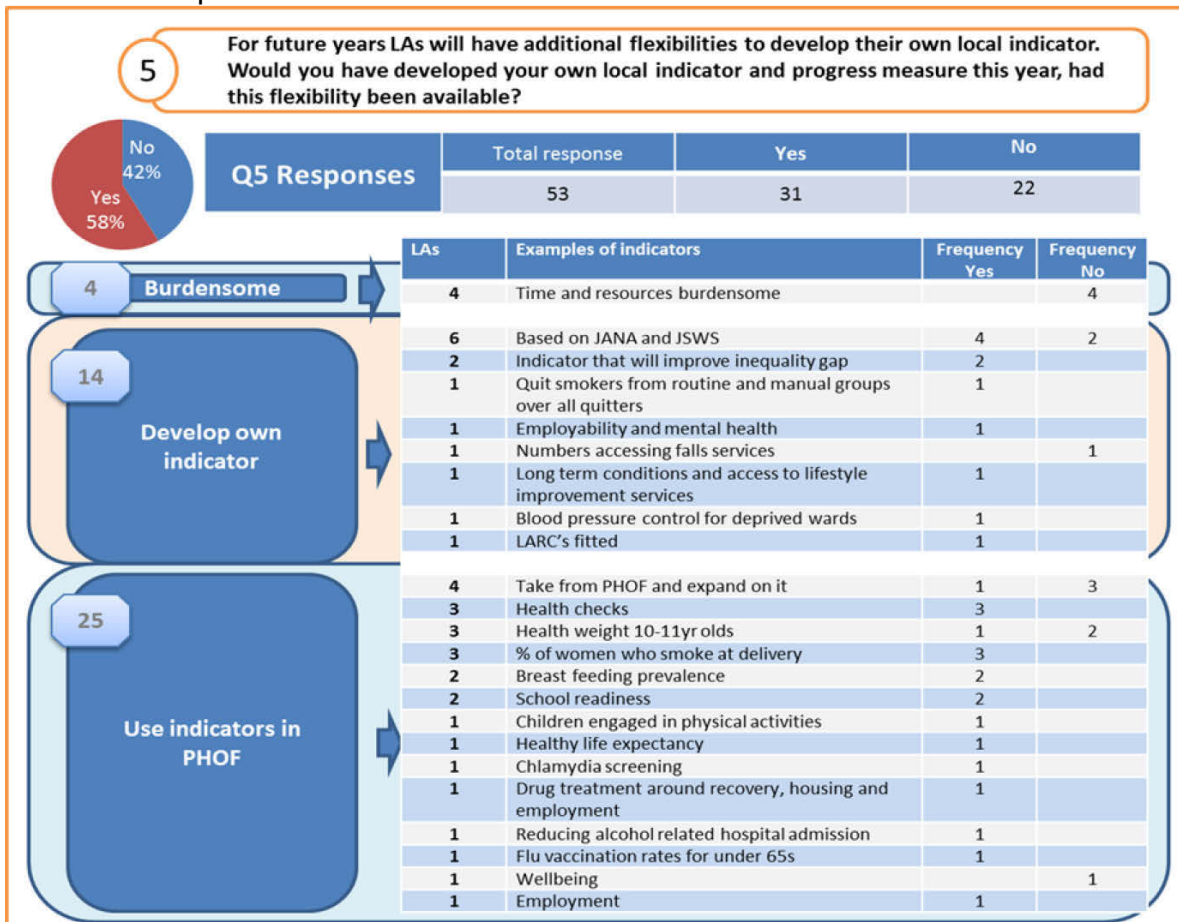 5
For future years LAs will have additional flexibilities to develop their own local indicator.
Would you have developed your own local indicator and progress measure this year, had
this flexibility been available?
No
42%
Yes
58%
Q5 Responses
Total response Yes No
53 31 22
LAs Examples of indicators Frequency Yes Frequency No
4 Burdensome
4 Time and resources burdensome 4
14
Develop own
indicator
6 Based on JANA and JSWS 4 2
2 Indicator that will improve inequality gap 2
1 Quit smokers from routine and manual groups 1
over all quitters
1 Employability and mental health 1
1 Numbers accessing falls services 1
1 Long term conditions and access to lifestyle 1
improvement services
1 Blood pressure control for deprived wards 1
1 LARC's fitted 1
25
Use indicators in
PHOF
4 Take from PHOF and expand on it 1 3
3 Health checks 3
3 Health weight 10-11yr olds 1 2
3 % of women who smoke at delivery 3
2 Breast feeding prevalence 2
2 School readiness 2
1 Children engaged in physical activities 1
1 Healthy life expectancy 1
1 Chlamydia screening 1
1 Drug treatment around recovery, housing and 1
employment
1 Reducing alcohol related hospital admission 1
1 Flu vaccination rates for under 65s 1
1 Wellbeing 1
1 Employment 1